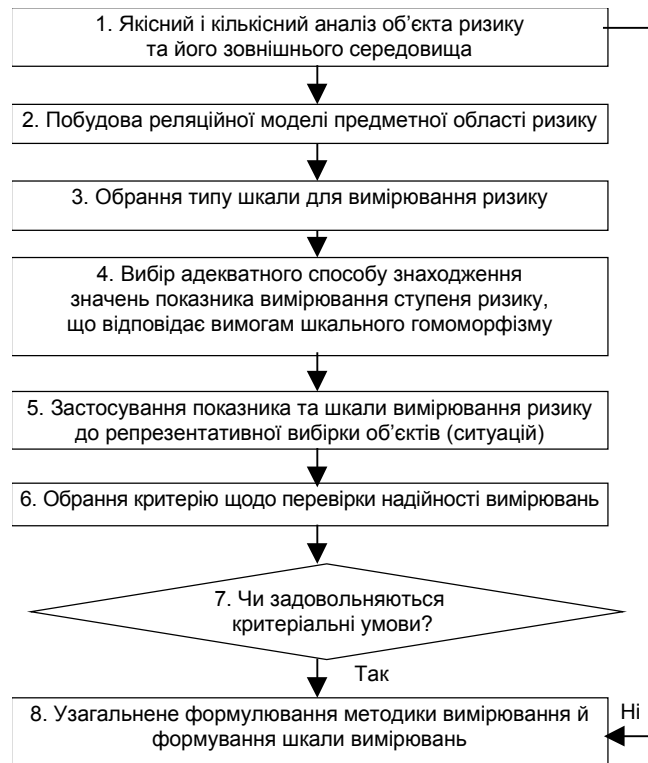 1. Якісний і кількісний аналіз об’єкта ризику
та його зовнішнього середовища
2. Побудова реляційної моделі предметної області ризику
3. Обрання типу шкали для вимірювання ризику
4. Вибір адекватного способу знаходження
значень показника вимірювання ступеня ризику,
що відповідає вимогам шкального гомоморфізму
5. Застосування показника та шкали вимірювання ризику
до репрезентативної вибірки об’єктів (ситуацій)
6. Обрання критерію щодо перевірки надійності вимірювань
7. Чи задовольняються
критеріальні умови?
Так
8. Узагальнене формулювання методики вимірювання й
формування шкали вимірювань
Ні